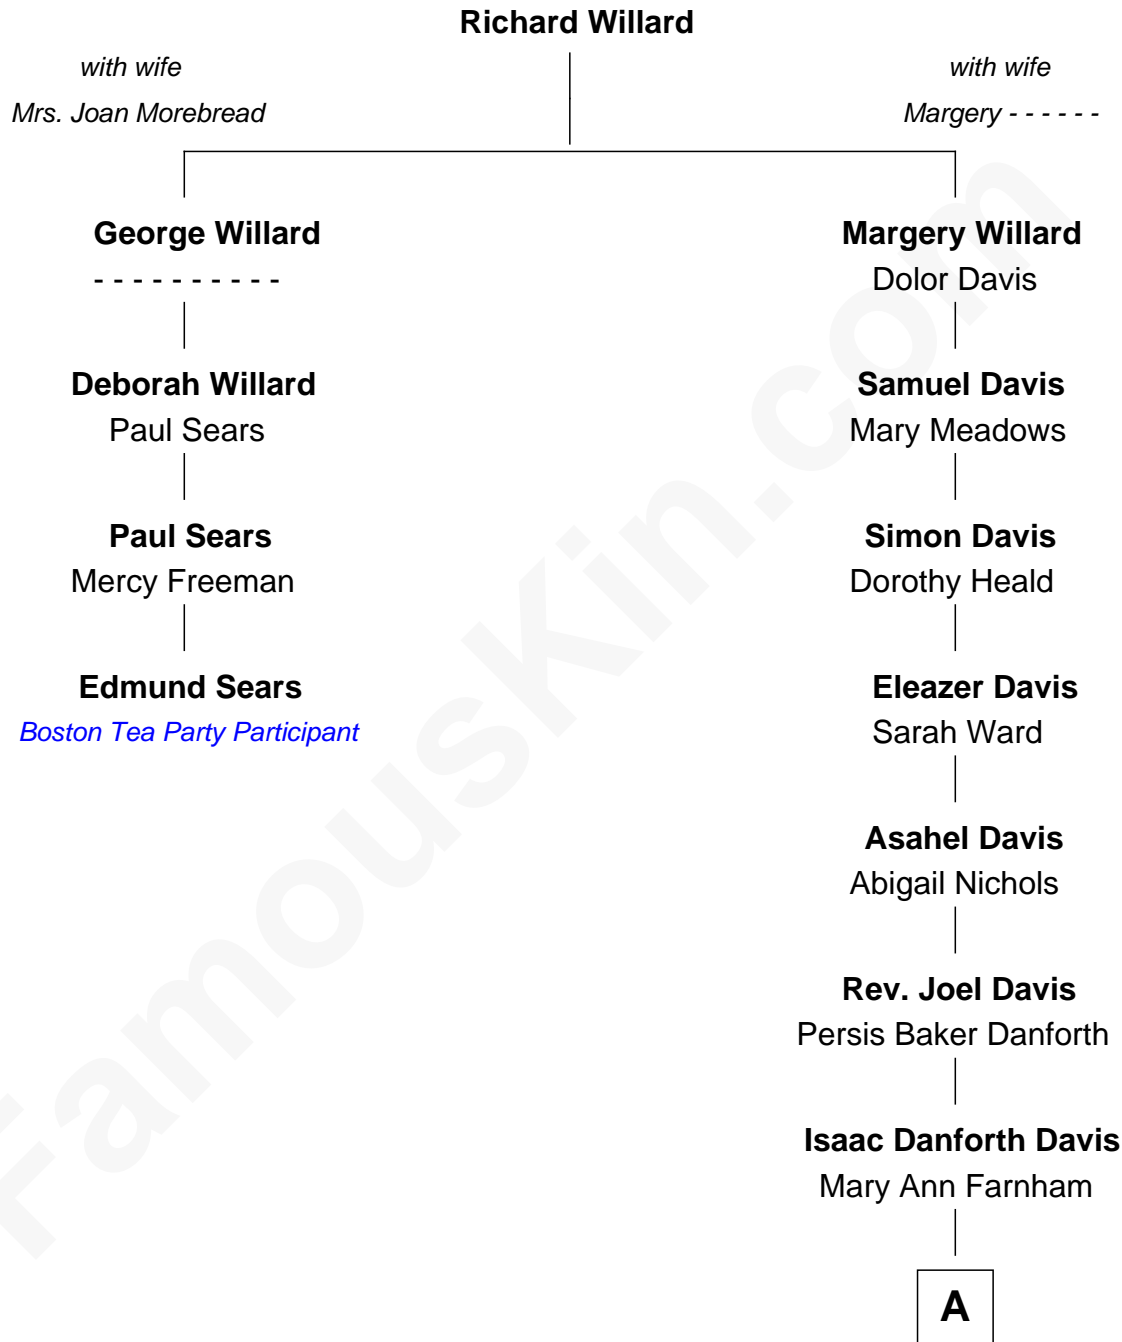 Richard Willard
with wife
Mrs. Joan Morebread
with wife
Margery - - - - - -
George Willard
- - - - - - - - - -
Deborah Willard
Paul Sears
Paul Sears
Mercy Freeman
Edmund Sears
Boston Tea Party Participant
Margery Willard
Dolor Davis
Samuel Davis
Mary Meadows
Simon Davis
Dorothy Heald
Eleazer Davis
Sarah Ward
Asahel Davis
Abigail Nichols
Rev. Joel Davis
Persis Baker Danforth
Isaac Danforth Davis
Mary Ann Farnham
A
FamousKin.com